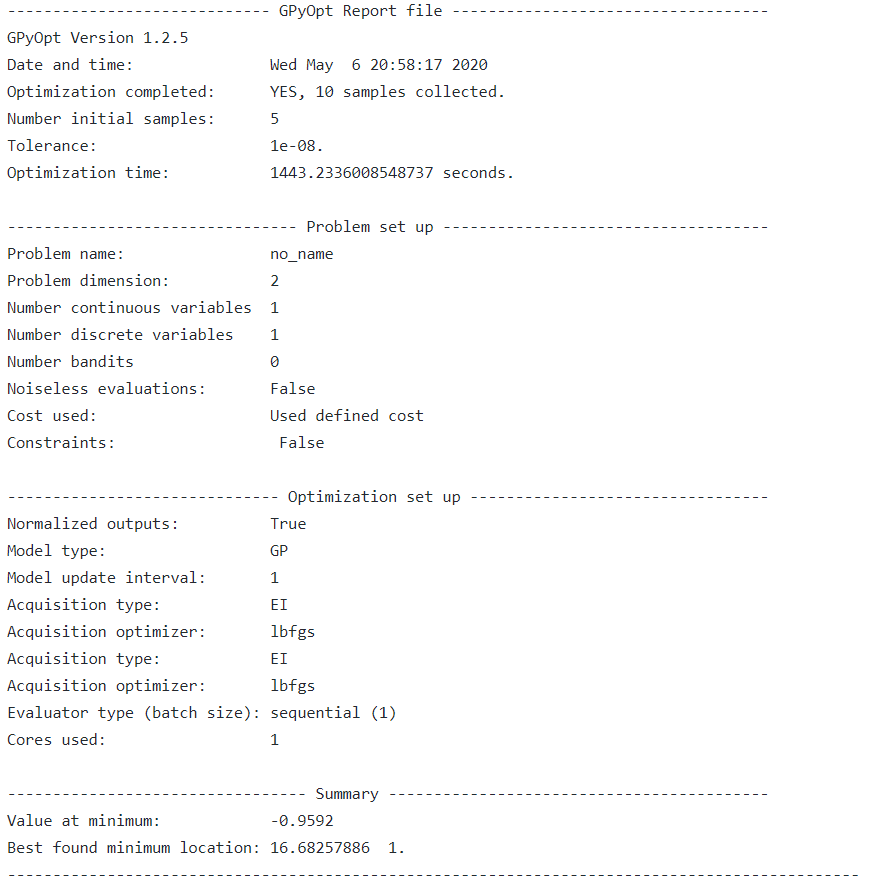 ----------------------------- GPyOpt Report file -----------------------------------
GPyOpt Version 1.2.5
Date and time:               Wed May  6 20:58:17 2020
Optimization completed:      YES, 10 samples collected.
Number initial samples:      5
Tolerance:                   1e-08.
Optimization time:           1443.2336008548737 seconds.

-------------------------------- Problem set up ------------------------------------
Problem name:                no_name
Problem dimension:           2
Number continuous variables  1
Number discrete variables    1
Number bandits               0
Noiseless evaluations:       False
Cost used:                   Used defined cost
Constraints:                  False

------------------------------ Optimization set up ---------------------------------
Normalized outputs:          True
Model type:                  GP
Model update interval:       1
Acquisition type:            EI
Acquisition optimizer:       lbfgs
Acquisition type:            EI
Acquisition optimizer:       lbfgs
Evaluator type (batch size): sequential (1)
Cores used:                  1

--------------------------------- Summary ------------------------------------------
Value at minimum:            -0.9592
Best found minimum location: 16.68257886  1.
----------------------------------------------------------------------------------------------